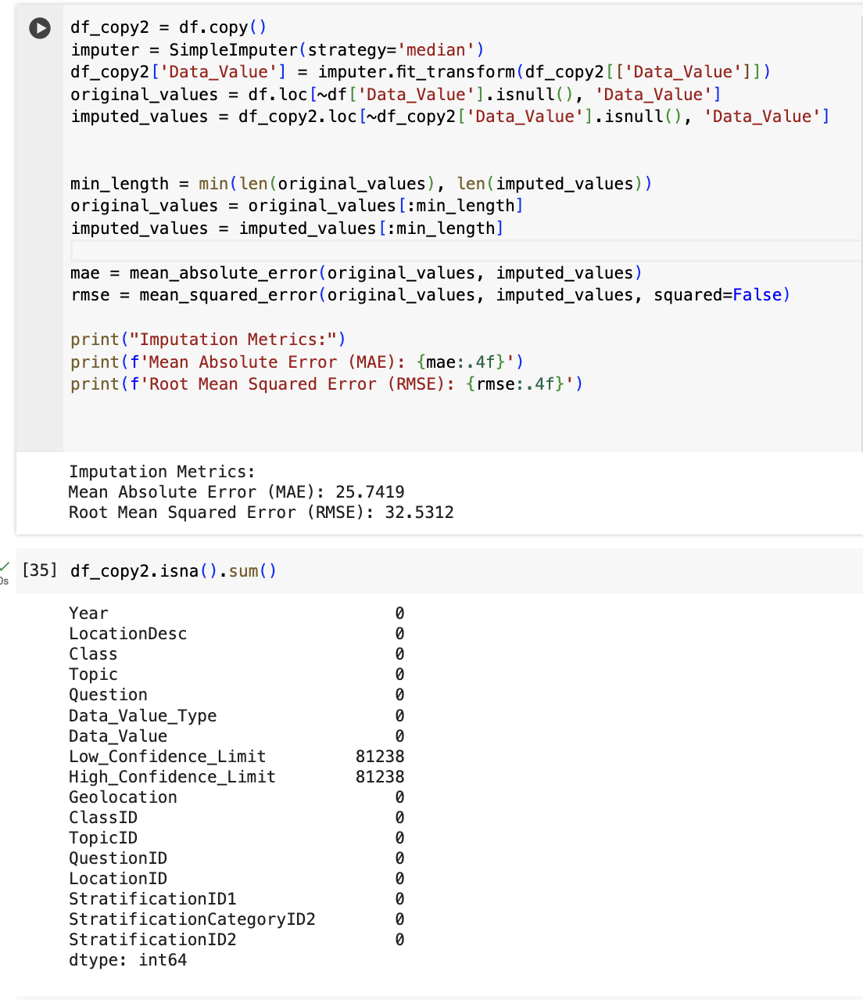 df_copy2 = df.copy()
imputer = SimpleImputer(strategy='median')
df_copy2['Data_Value'] = imputer.fit_transform(df_copy2[['Data_Value']])
original_values = df.loc[~df['Data_Value'].isnull(), 'Data_Value']
imputed_values = df_copy2.loc[~df_copy2['Data_Value'].isnull(), 'Data_Value']
min_length = min(len(original_values), len(imputed_values))
original_values = original_values[:min_length]
imputed_values = imputed_values[:min_length]
mae = mean_absolute_error(original_values, imputed_values)
rmse = mean_squared_error(original_values, imputed_values, squared=False)
print("Imputation Metrics:")
print(f'Mean Absolute Error (MAE): {mae:.4f}')
print(f'Root Mean Squared Error (RMSE): {rmse:.4f}')
Imputation Metrics:
Mean Absolute Error (MAE): 25.7419
Root Mean Squared Error (RMSE): 32.5312
[35] df_copy2.isna().sum()
0s
Year 0
LocationDesc 0
Class 0
Topic 0
Question 0
Data_Value_Type 0
Data_Value 0
Low_Confidence_Limit 81238
High_Confidence_Limit 81238
Geolocation 0
ClassID 0
TopicID 0
QuestionID 0
LocationID 0
StratificationID1 0
StratificationCategoryID2 0
StratificationID2 0
dtype: int64